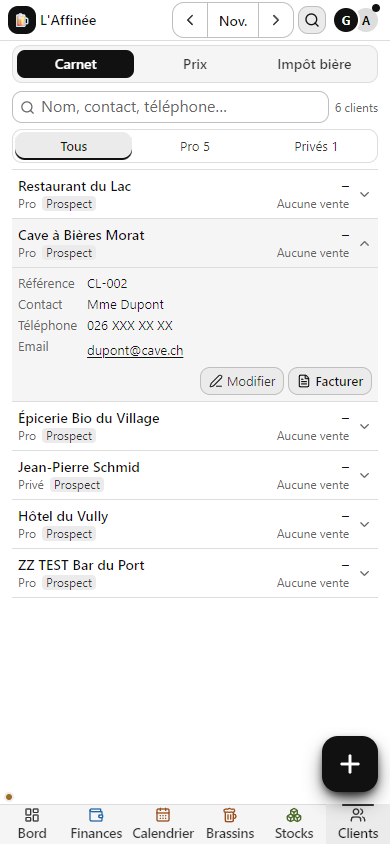 L'Affinée
Nov.
G
A
Carnet
Prix
Impôt bière
Nom, contact, téléphone...
6 clients
Tous
Pro 5
Privés 1
Restaurant du Lac
–
Pro Prospect
Aucune vente
Cave à Bières Morat
–
Pro Prospect
Aucune vente
Référence CL-002
Contact Mme Dupont
Téléphone 026 XXX XX XX
Email dupont@cave.ch
Modifier
Facturer
Épicerie Bio du Village
–
Pro Prospect
Aucune vente
Jean-Pierre Schmid
–
Privé Prospect
Aucune vente
Hôtel du Vully
–
Pro Prospect
Aucune vente
ZZ TEST Bar du Port
–
Pro Prospect
Aucune vente
Bord
Finances
Calendrier
Brassins
Stocks
Clients